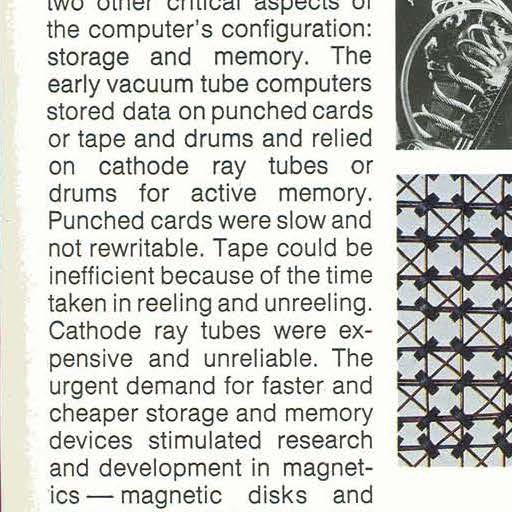 two other critical aspects of
the computer's configuration:
storage and memory. The
early vacuum tube computers
stored data on punched cards
or tape and drums and relied
on cathode ray tubes or
drums for active memory.
Punched cards were slow and
not rewritable. Tape could be
inefficient because of the time
taken in reeling and unreeling.
Cathode ray tubes were ex-
pensive and unreliable. The
urgent demand for faster and
cheaper storage and memory
devices stimulated research
and development in magnet-
ics — magnetic disks and